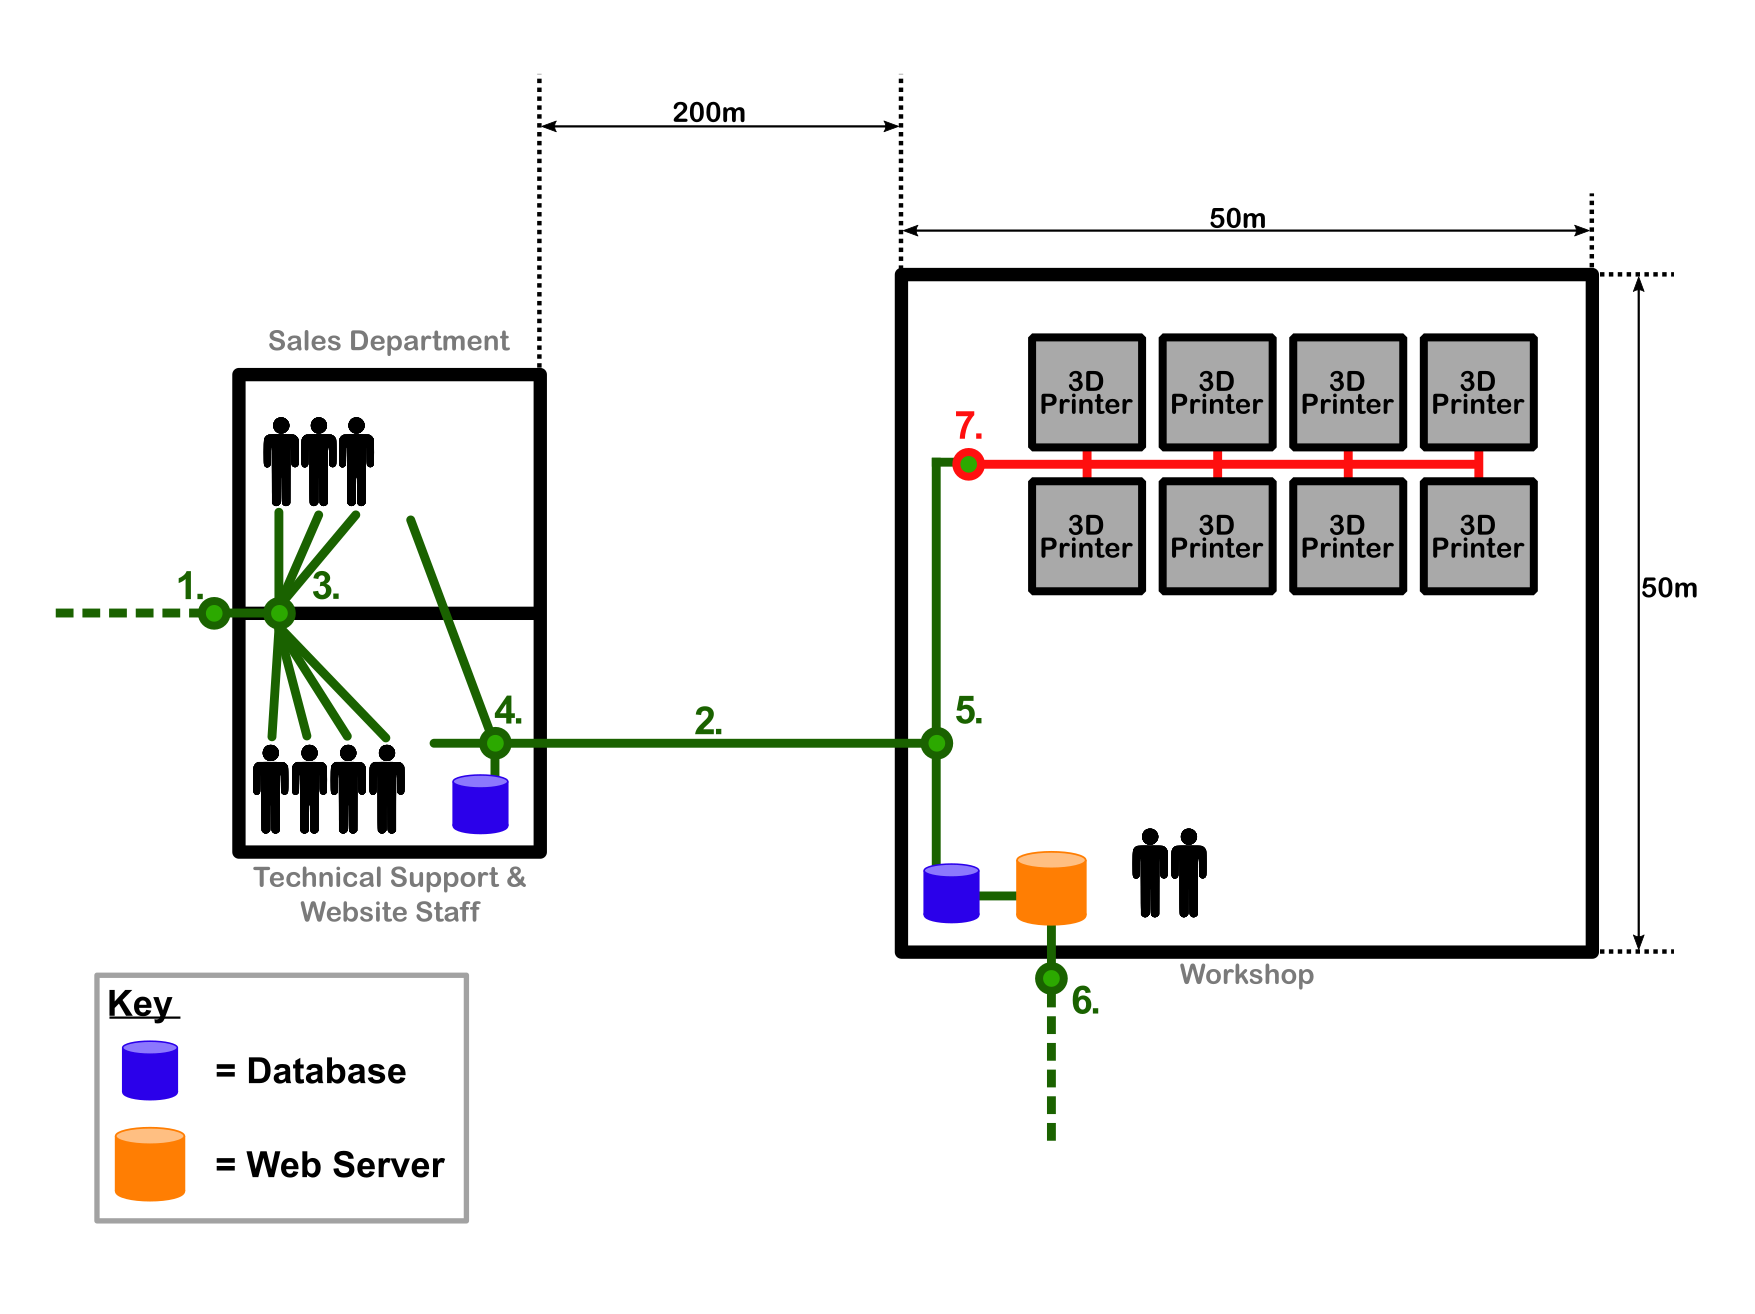 200m
50m
Sales Department
3D
Printer
3D
Printer
3D
Printer
3D
Printer
7.
3D
Printer
3D
Printer
3D
Printer
3D
Printer
1.
3.
50m
4.
2.
5.
Technical Support &
Website Staff
Workshop
6.
Key
= Database
= Web Server